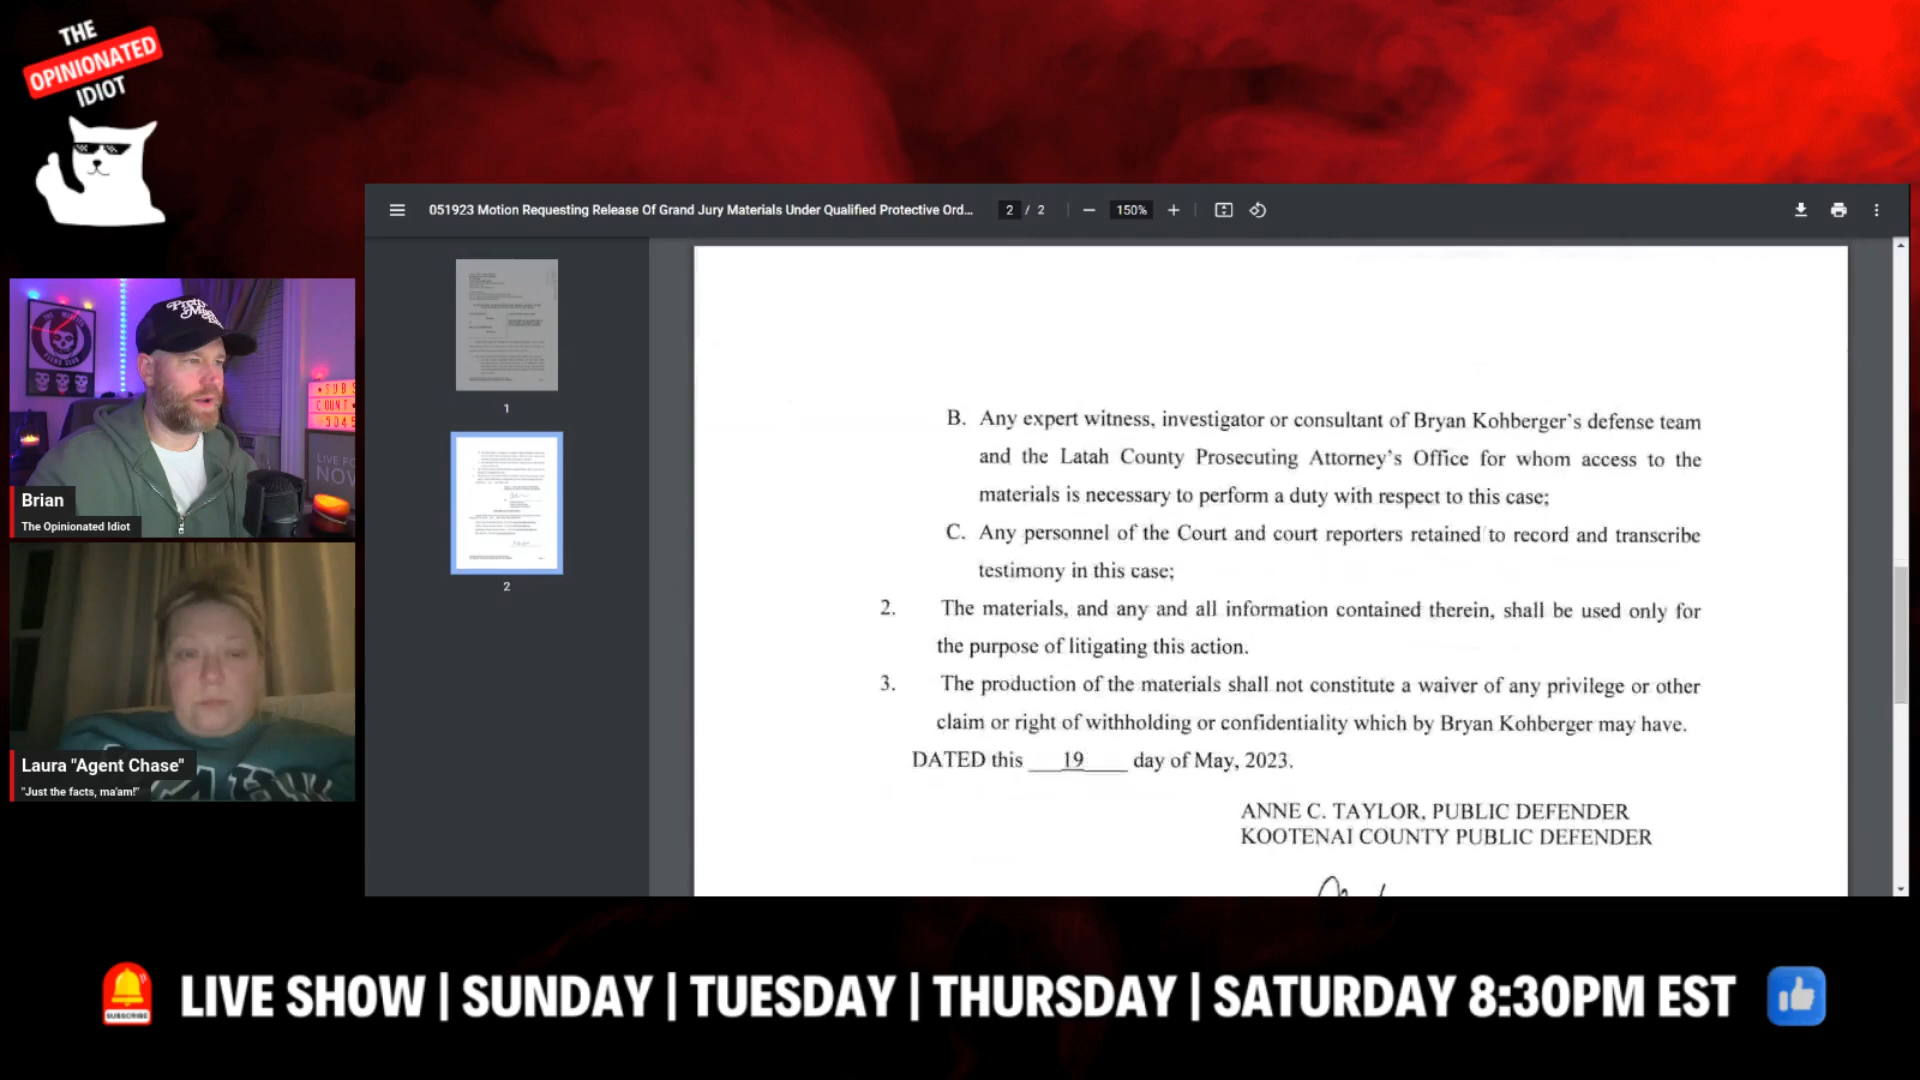 THE
OPINIONATED
IDIOT
051923 Motion Requesting Release Of Grand Jury Materials Under Qualified Protective Ord...
2 / 2
150%
1
2
B. Any expert witness, investigator or consultant of Bryan Kohberger's defense team
and the Latah County Prosecuting Attorney's Office for whom access to the
materials is necessary to perform a duty with respect to this case;
C. Any personnel of the Court and court reporters retained to record and transcribe
testimony in this case;
2. The materials, and any and all information contained therein, shall be used only for
the purpose of litigating this action.
3. The production of the materials shall not constitute a waiver of any privilege or other
claim or right of withholding or confidentiality which by Bryan Kohberger may have.
DATED this 19 day of May, 2023.
ANNE C. TAYLOR, PUBLIC DEFENDER
KOOTENAI COUNTY PUBLIC DEFENDER
Brian
The Opinionated Idiot
Laura "Agent Chase"
"Just the facts, ma'am!"
SUBSCRIBE
LIVE SHOW | SUNDAY | TUESDAY | THURSDAY | SATURDAY 8:30PM EST